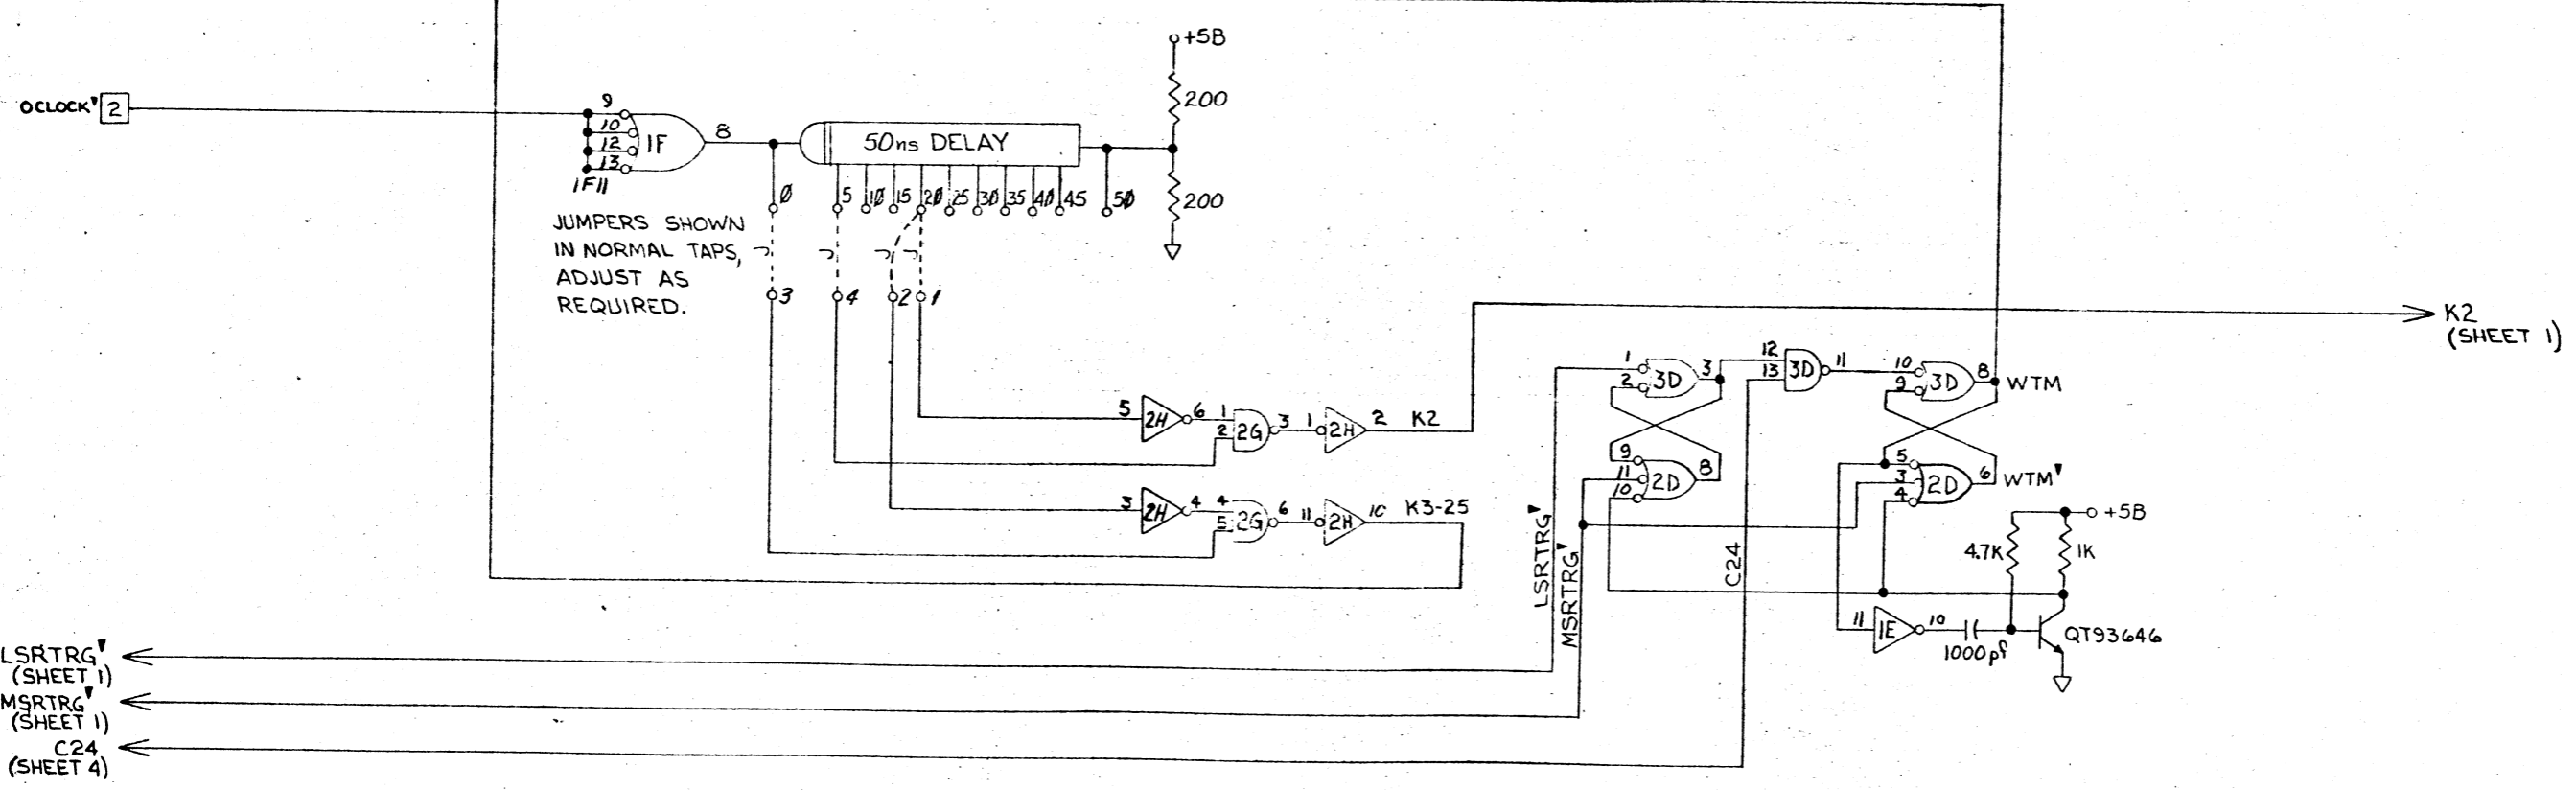 +5B
200
OCLOCK' 2
9
10
12
13
1F11
1F
8
50ns DELAY
Ø 5 1Ø 15 2Ø 25 3Ø 35 4Ø 45 5Ø
200
JUMPERS SHOWN
IN NORMAL TAPS,
ADJUST AS
REQUIRED.
3 4 2 1
K2
(SHEET 1)
5 2H 6 1 2 2G 3 1 2H 2 K2
3 2H 4 4 5 2G 6 11 2H 10 K3-25
1 2 3D 3
12 13 3D 11
10 9 3D 8 WTM
9 11 10 2D 8
5 3 4 2D 6 WTM'
+5B
4.7K 1K
LSRTRG'
MSRTRG'
C24
11 1E 10
1000pf
QT93646
LSRTRG'
(SHEET 1)
MSRTRG'
(SHEET 1)
C24
(SHEET 4)